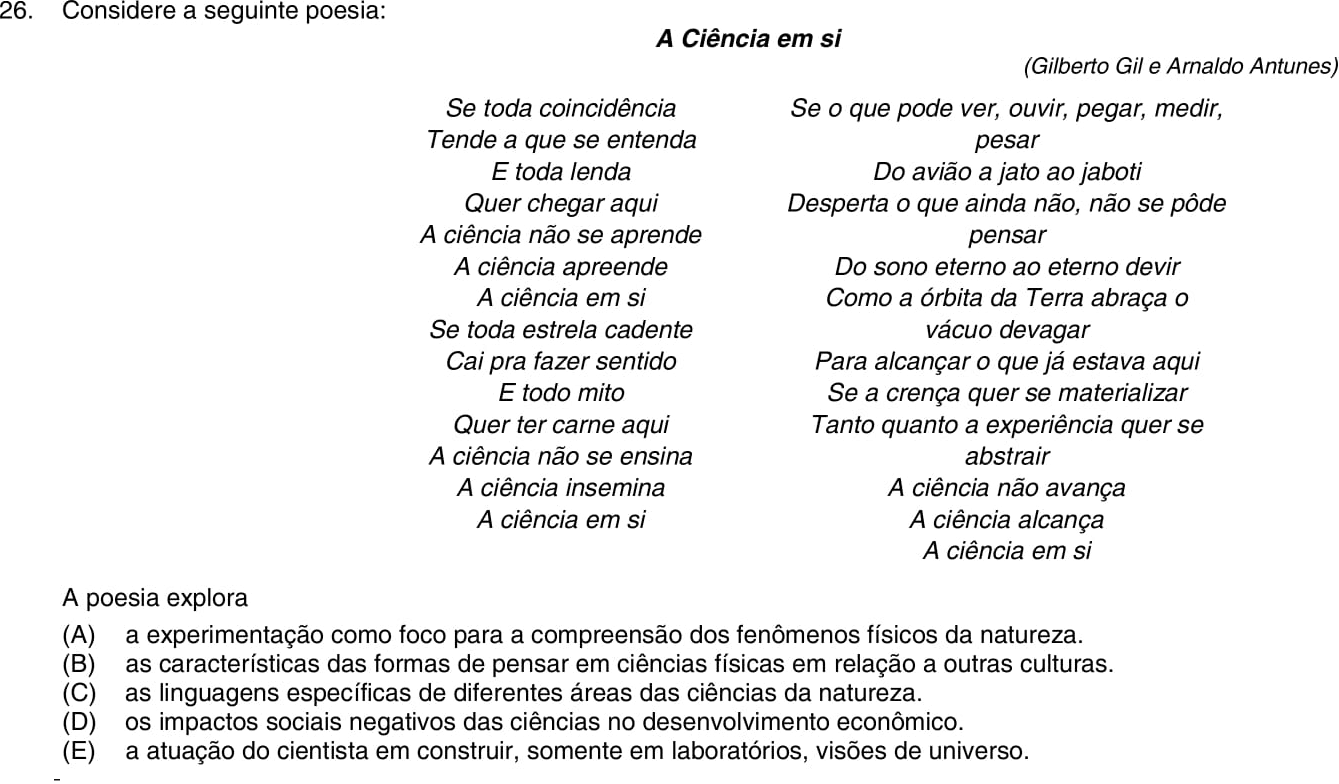 26. Considere a seguinte poesia:
A Ciência em si
(Gilberto Gil e Arnaldo Antunes)
Se toda coincidência
Tende a que se entenda
E toda lenda
Quer chegar aqui
A ciência não se aprende
A ciência apreende
A ciência em si
Se toda estrela cadente
Cai pra fazer sentido
E todo mito
Quer ter carne aqui
A ciência não se ensina
A ciência insemina
A ciência em si
Se o que pode ver, ouvir, pegar, medir,
pesar
Do avião a jato ao jaboti
Desperta o que ainda não, não se pôde
pensar
Do sono eterno ao eterno devir
Como a órbita da Terra abraça o
vácuo devagar
Para alcançar o que já estava aqui
Se a crença quer se materializar
Tanto quanto a experiência quer se
abstrair
A ciência não avança
A ciência alcança
A ciência em si
A poesia explora
(A) a experimentação como foco para a compreensão dos fenômenos físicos da natureza.
(B) as características das formas de pensar em ciências físicas em relação a outras culturas.
(C) as linguagens específicas de diferentes áreas das ciências da natureza.
(D) os impactos sociais negativos das ciências no desenvolvimento econômico.
(E) a atuação do cientista em construir, somente em laboratórios, visões de universo.